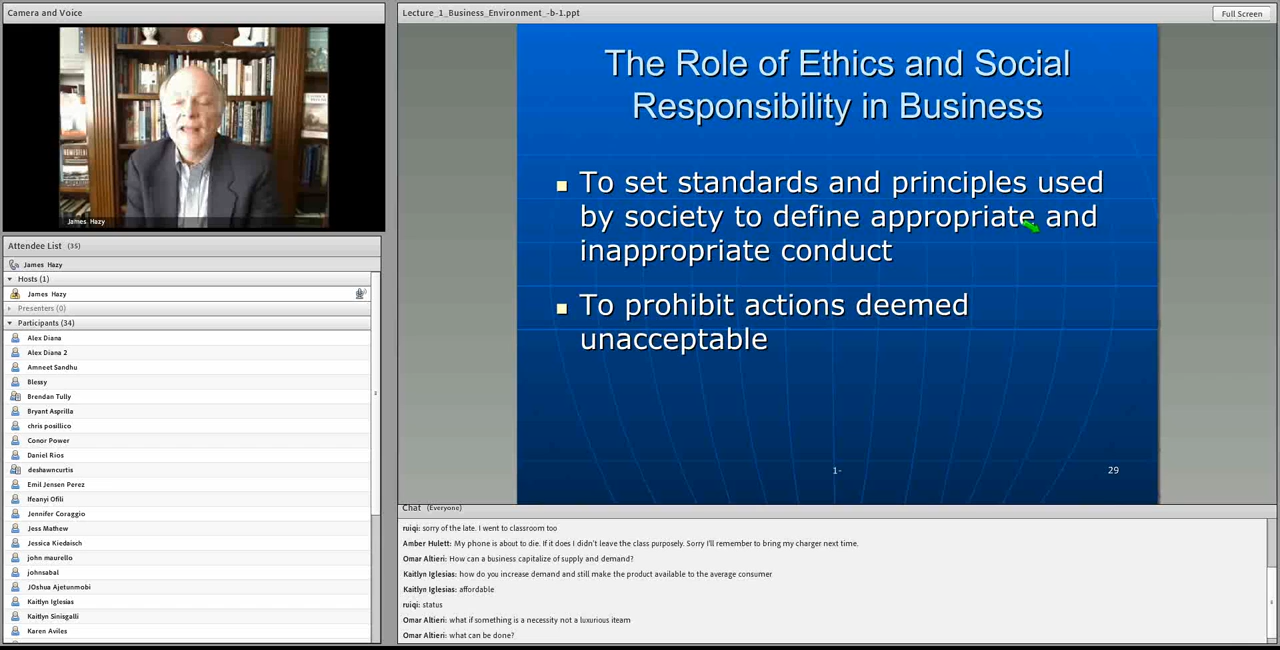 Camera and Voice
James Hazy
Attendee List (35)
James Hazy
Hosts (1)
James Hazy
Presenters (0)
Participants (34)
Alex Diana
Alex Diana 2
Amneet Sandhu
Blessy
Brendan Tully
Bryant Asprilla
chris posillico
Conor Power
Daniel Rios
deshawncurtis
Emil Jensen Perez
Ifeanyi Ofili
Jennifer Coraggio
Jess Mathew
Jessica Kiedaisch
john maurello
johnsabal
JOshua Ajetunmobi
Kaitlyn Iglesias
Kaitlyn Sinisgalli
Karen Aviles
Lecture_1_Business_Environment_-b-1.ppt
Full Screen
The Role of Ethics and Social
Responsibility in Business
To set standards and principles used
by society to define appropriate and
inappropriate conduct
To prohibit actions deemed
unacceptable
1-
29
Chat (Everyone)
ruiqi: sorry of the late. I went to classroom too
Amber Hulett: My phone is about to die. If it does I didn't leave the class purposely. Sorry I'll remember to bring my charger next time.
Omar Altieri: How can a business capitalize of supply and demand?
Kaitlyn Iglesias: how do you increase demand and still make the product available to the average consumer
Kaitlyn Iglesias: affordable
ruiqi: status
Omar Altieri: what if something is a necessity not a luxurious iteam
Omar Altieri: what can be done?